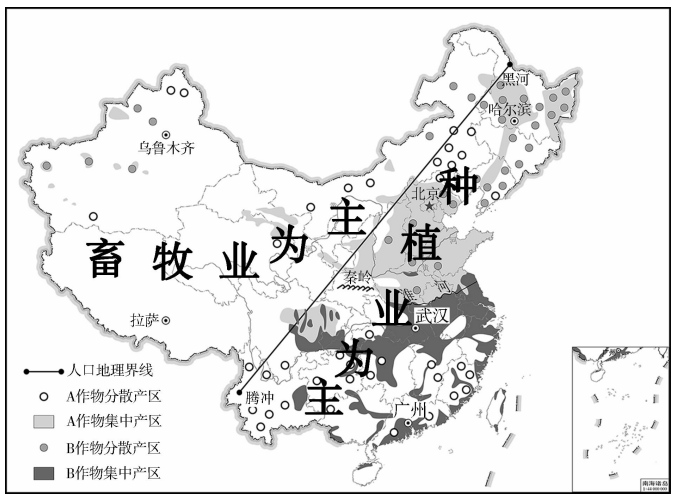 黑河
哈尔滨
乌鲁木齐
北京
种
主
植
为
畜牧业
秦岭
淮河
业
拉萨
武汉
为
人口地理界线
腾冲
主
A作物分散产区
广州
A作物集中产区
B作物分散产区
B作物集中产区
南海诸岛